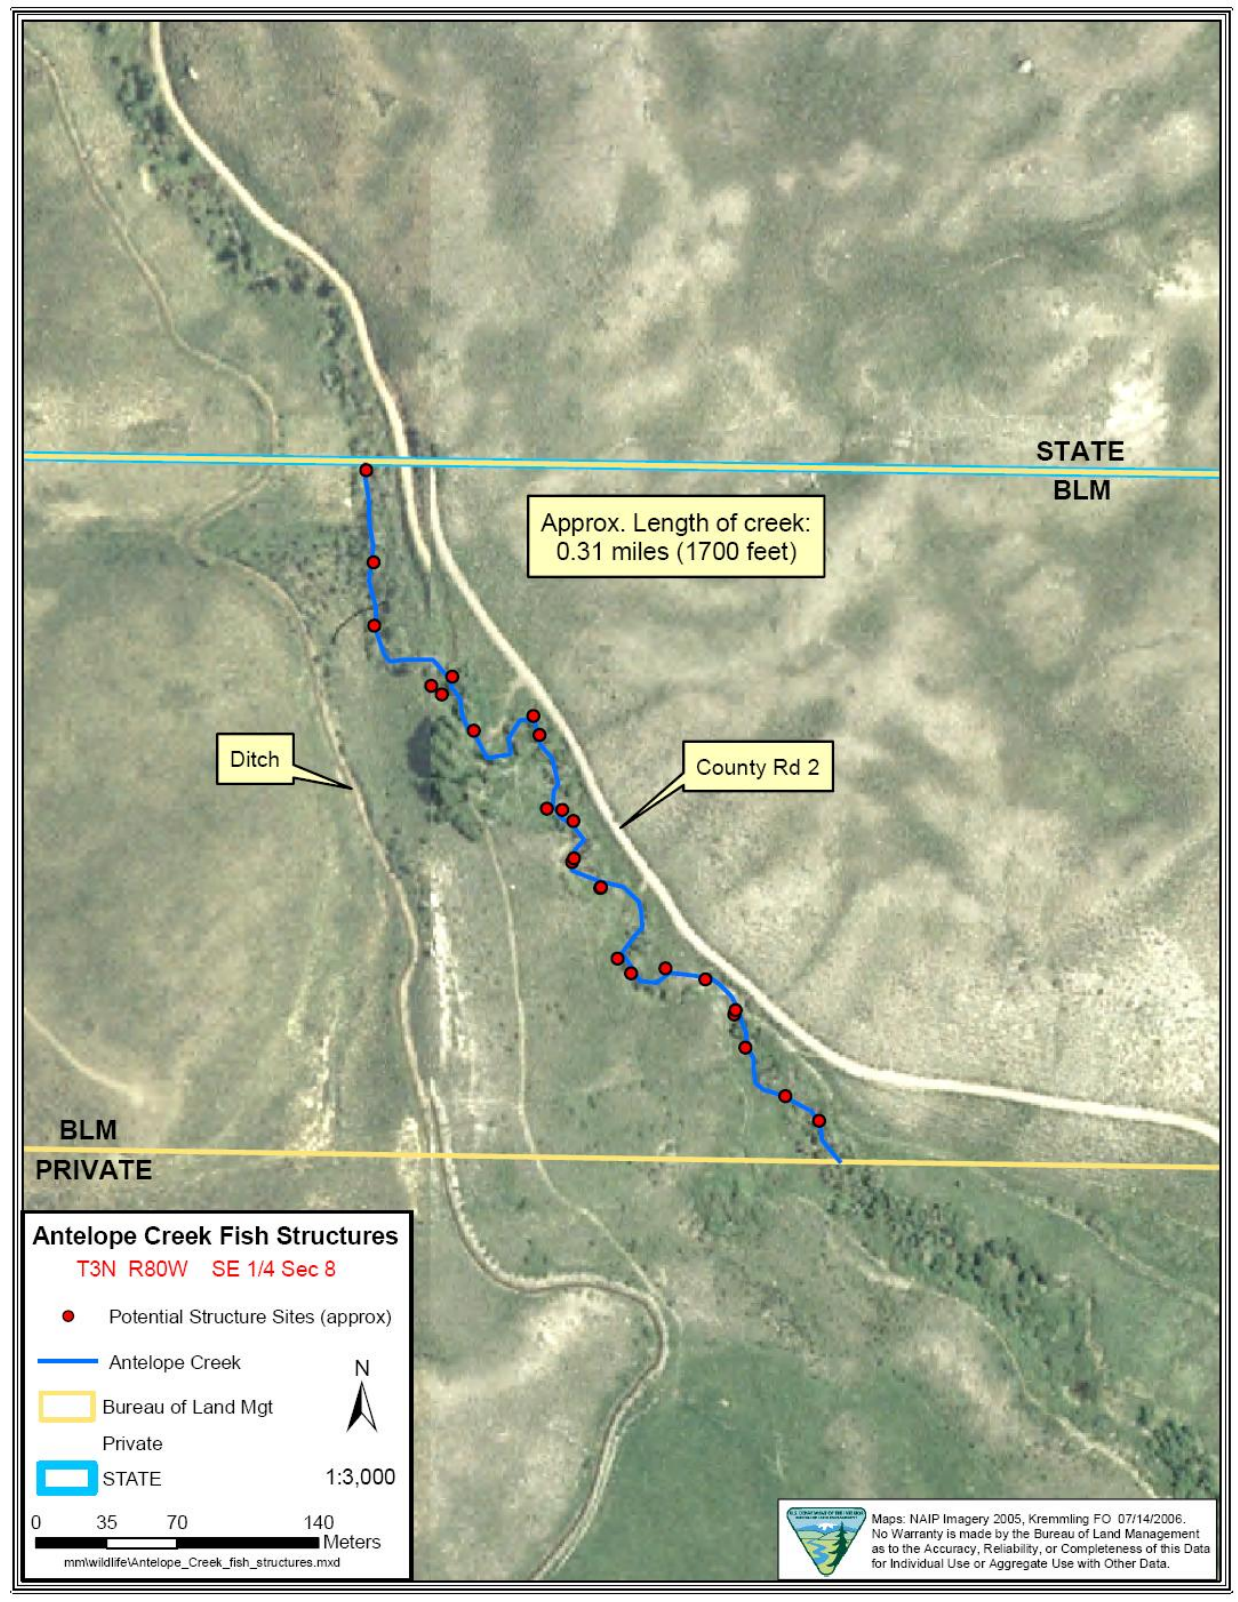 STATE
BLM
Approx. Length of creek:
0.31 miles (1700 feet)
Ditch
County Rd 2
BLM
PRIVATE
Antelope Creek Fish Structures
T3N R80W SE 1/4 Sec 8
Potential Structure Sites (approx)
Antelope Creek
N
Bureau of Land Mgt
Private
STATE
1:3,000
0 35 70 140
Meters
mm\wildlife\Antelope_Creek_fish_structures.mxd
Maps: NAIP Imagery 2005, Kremmling FO 07/14/2006.
No Warranty is made by the Bureau of Land Management
as to the Accuracy, Reliability, or Completeness of this Data
for Individual Use or Aggregate Use with Other Data.